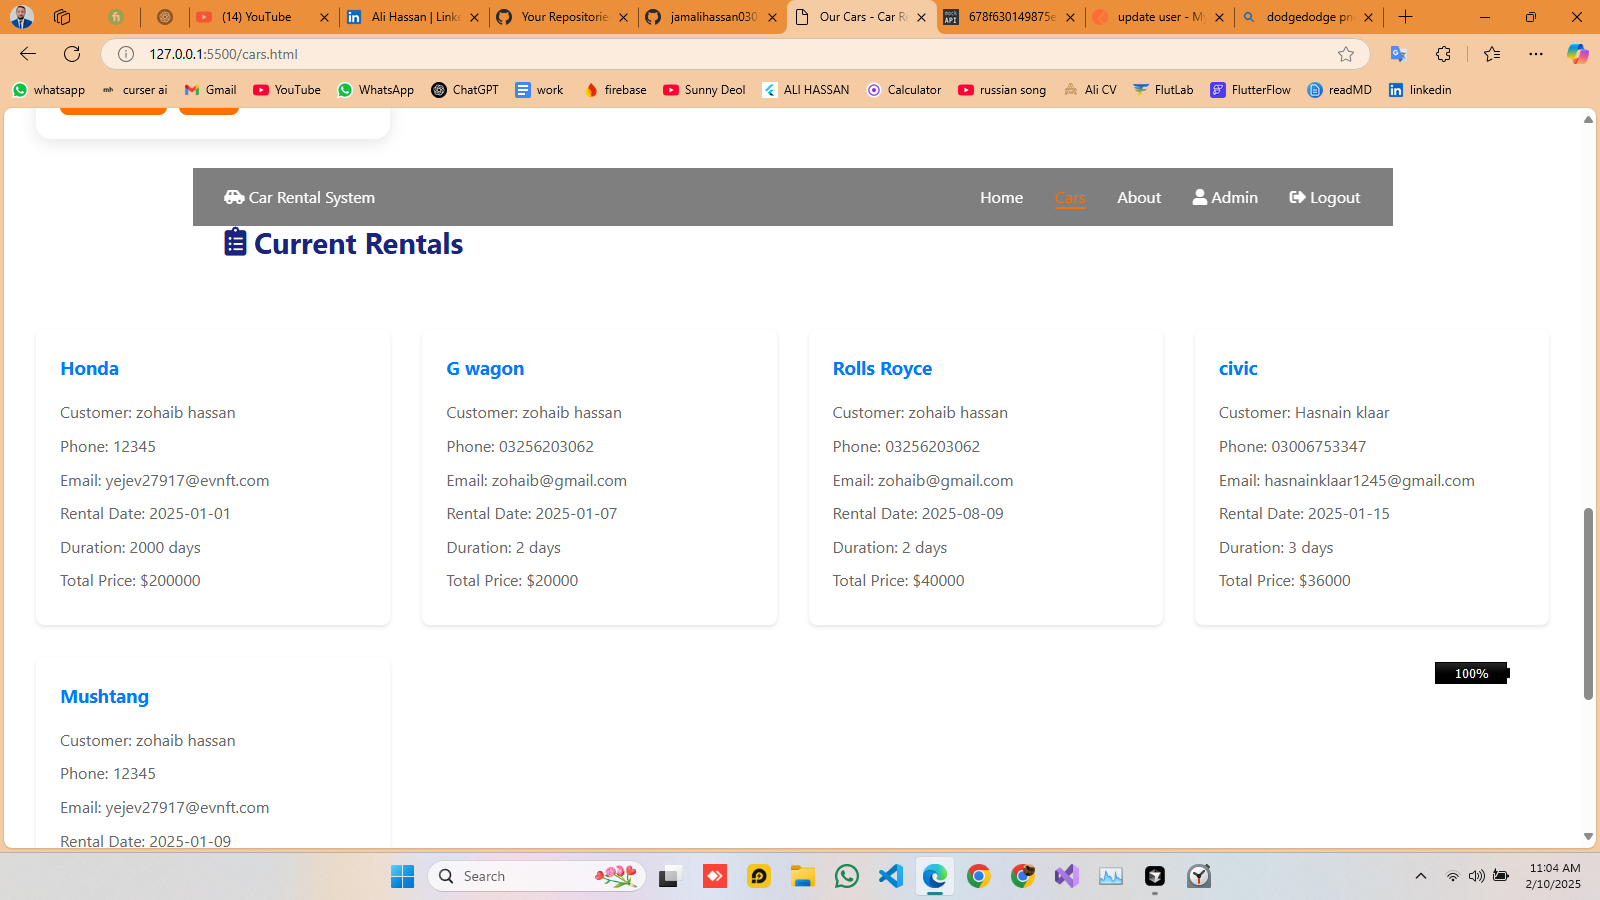 (14) YouTube
Ali Hassan | Linke
Your Repositorie
jamalihassan030
Our Cars - Car Re
678f630149875e
update user - My
dodgedodge pn
127.0.0.1:5500/cars.html
whatsapp
curser ai
Gmail
YouTube
WhatsApp
ChatGPT
work
firebase
Sunny Deol
ALI HASSAN
Calculator
russian song
Ali CV
FlutLab
FlutterFlow
readMD
linkedin
Car Rental System
Home
Cars
About
Admin
Logout
Current Rentals
Honda
Customer: zohaib hassan
Phone: 12345
Email: yejev27917@evnft.com
Rental Date: 2025-01-01
Duration: 2000 days
Total Price: $200000
G wagon
Customer: zohaib hassan
Phone: 03256203062
Email: zohaib@gmail.com
Rental Date: 2025-01-07
Duration: 2 days
Total Price: $20000
Rolls Royce
Customer: zohaib hassan
Phone: 03256203062
Email: zohaib@gmail.com
Rental Date: 2025-08-09
Duration: 2 days
Total Price: $40000
civic
Customer: Hasnain klaar
Phone: 03006753347
Email: hasnainklaar1245@gmail.com
Rental Date: 2025-01-15
Duration: 3 days
Total Price: $36000
Mushtang
Customer: zohaib hassan
Phone: 12345
Email: yejev27917@evnft.com
Rental Date: 2025-01-09
100%
Search
11:04 AM
2/10/2025